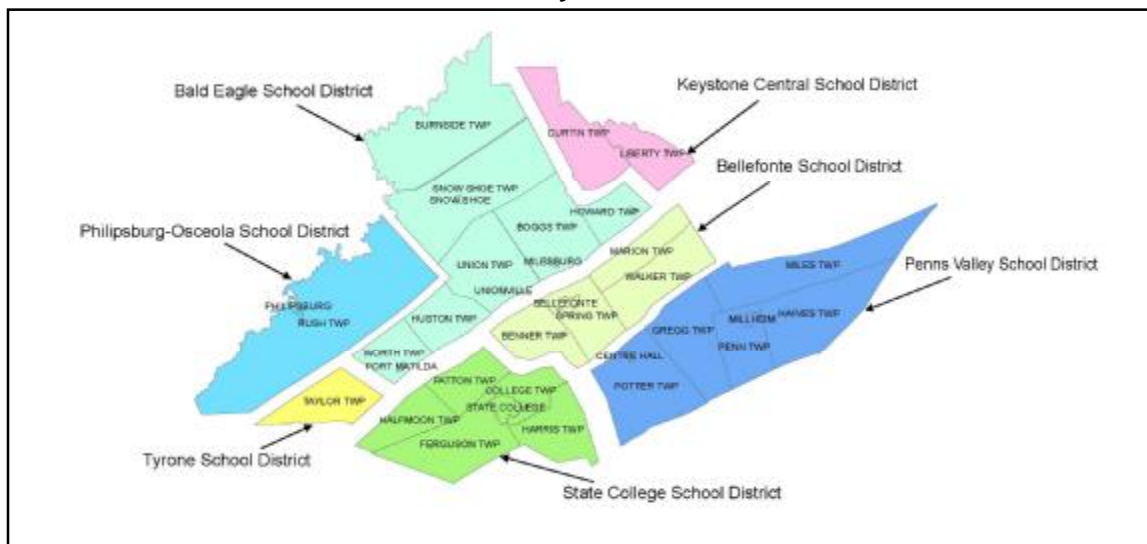 Bald Eagle School District
Keystone Central School District
BURNSIDE TWP
CURTIN TWP
LIBERTY TWP
Bellefonte School District
SNOW SHOE TWP
SNOW SHOE
HOWARD TWP
Philipsburg-Osceola School District
BOGGS TWP
MARION TWP
UNION TWP
MILESBURG
WALKER TWP
MILES TWP
Penns Valley School District
UNIONVILLE
PHILIPSBURG
RUSH TWP
HUSTON TWP
BELLEFONTE
SPRING TWP
MILLHEIM
HAINES TWP
GREGG TWP
BENNER TWP
PENN TWP
WORTH TWP
PORT MATILDA
CENTRE HALL
POTTER TWP
PATTON TWP
COLLEGE TWP
TAYLOR TWP
STATE COLLEGE
HALFMOON TWP
HARRIS TWP
FERGUSON TWP
Tyrone School District
State College School District